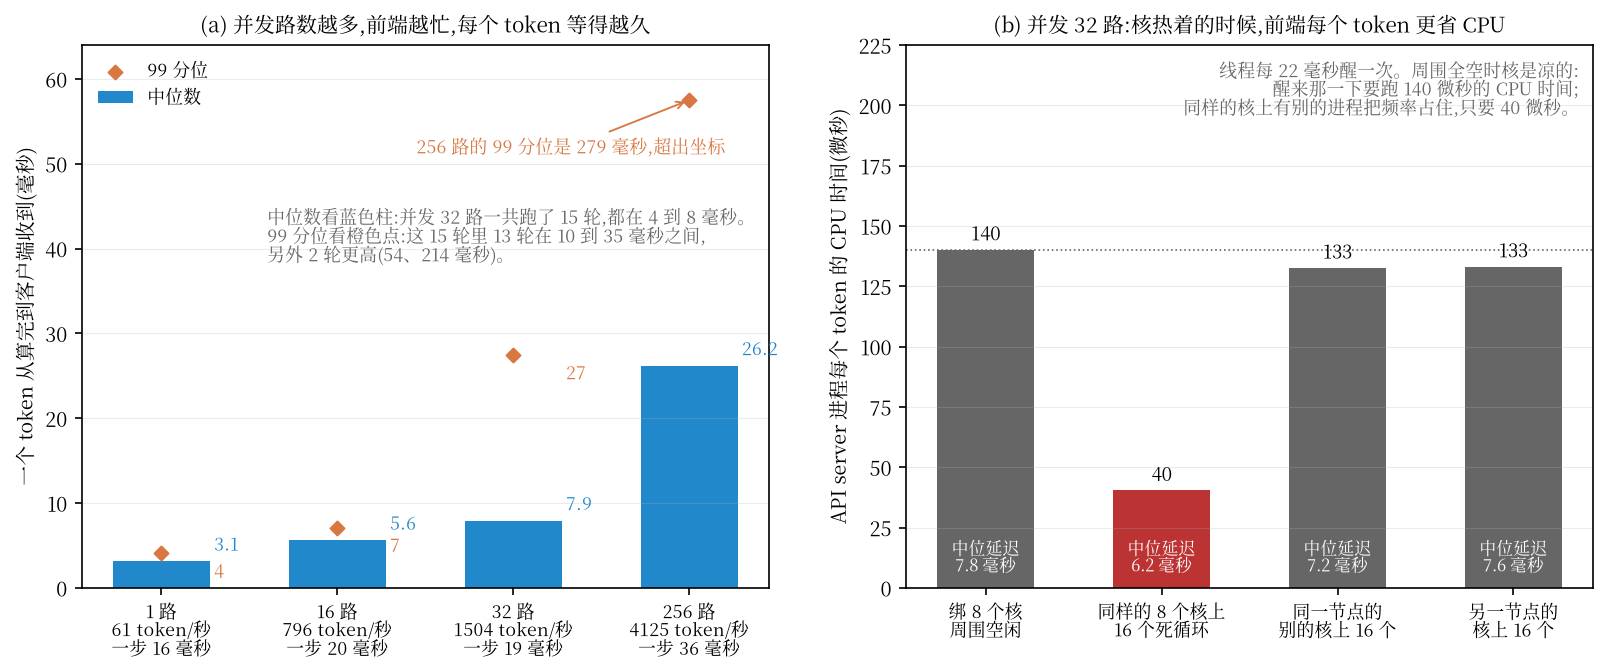 (a) 并发路数越多,前端越忙,每个 token 等得越久
一个 token 从算完到客户端收到(毫秒)
60
50
40
30
20
10
0
99 分位
中位数
256 路的 99 分位是 279 毫秒,超出坐标
中位数看蓝色柱:并发 32 路一共跑了 15 轮,都在 4 到 8 毫秒。
99 分位看橙色点:这 15 轮里 13 轮在 10 到 35 毫秒之间,
另外 2 轮更高(54、214 毫秒)。
3.1
4
5.6
7
27
7.9
26.2
1 路
61 token/秒
一步 16 毫秒
16 路
796 token/秒
一步 20 毫秒
32 路
1504 token/秒
一步 19 毫秒
256 路
4125 token/秒
一步 36 毫秒
(b) 并发 32 路:核热着的时候,前端每个 token 更省 CPU
API server 进程每个 token 的 CPU 时间(微秒)
225
200
175
150
125
100
75
50
25
0
线程每 22 毫秒醒一次。周围全空时核是凉的:
醒来那一下要跑 140 微秒的 CPU 时间;
同样的核上有别的进程把频率占住,只要 40 微秒。
140
40
133
133
中位延迟
7.8 毫秒
中位延迟
6.2 毫秒
中位延迟
7.2 毫秒
中位延迟
7.6 毫秒
绑 8 个核
周围空闲
同样的 8 个核上
16 个死循环
同一节点的
别的核上 16 个
另一节点的
核上 16 个